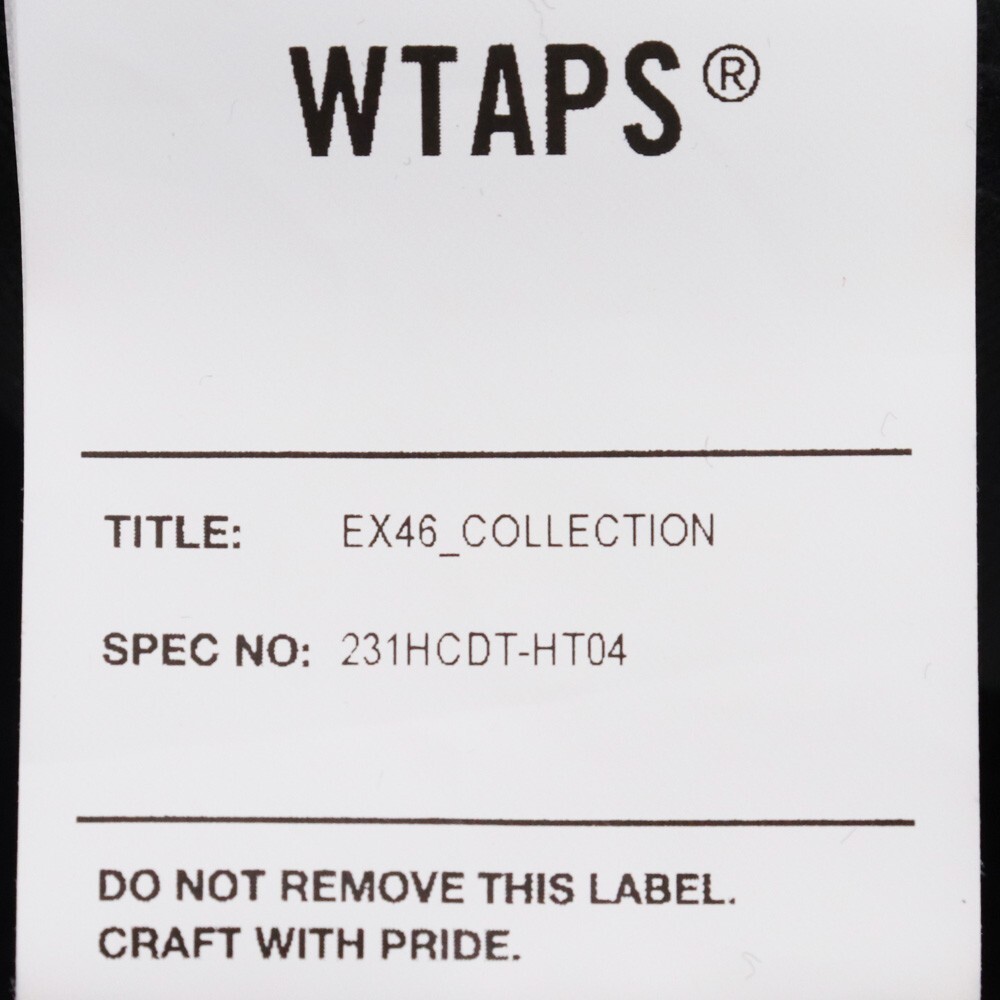 WTAPS®
TITLE: EX46_COLLECTION
SPEC NO: 231HCDT-HT04
DO NOT REMOVE THIS LABEL.
CRAFT WITH PRIDE.